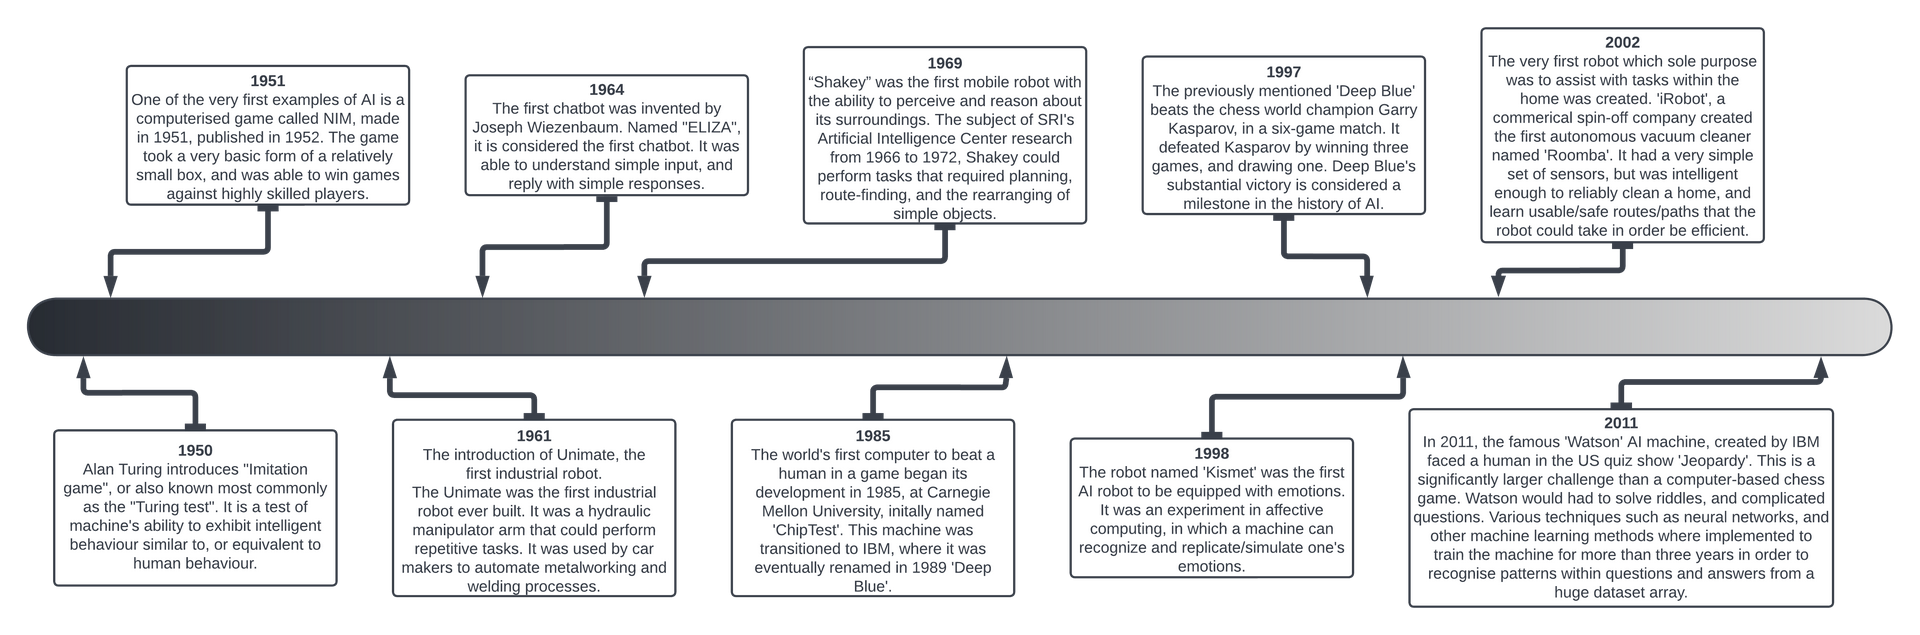 1951
One of the very first examples of AI is a
computerised game called NIM, made
in 1951, published in 1952. The game
took a very basic form of a relatively
small box, and was able to win games
against highly skilled players.
1964
The first chatbot was invented by
Joseph Wiezenbaum. Named "ELIZA",
it is considered the first chatbot. It was
able to understand simple input, and
reply with simple responses.
1969
“Shakey” was the first mobile robot with
the ability to perceive and reason about
its surroundings. The subject of SRI's
Artificial Intelligence Center research
from 1966 to 1972, Shakey could
perform tasks that required planning,
route-finding, and the rearranging of
simple objects.
1997
The previously mentioned 'Deep Blue'
beats the chess world champion Garry
Kasparov, in a six-game match. It
defeated Kasparov by winning three
games, and drawing one. Deep Blue's
substantial victory is considered a
milestone in the history of AI.
2002
The very first robot which sole purpose
was to assist with tasks within the
home was created. 'iRobot', a
commerical spin-off company created
the first autonomous vacuum cleaner
named 'Roomba'. It had a very simple
set of sensors, but was intelligent
enough to reliably clean a home, and
learn usable/safe routes/paths that the
robot could take in order be efficient.
1950
Alan Turing introduces "Imitation
game", or also known most commonly
as the "Turing test". It is a test of
machine's ability to exhibit intelligent
behaviour similar to, or equivalent to
human behaviour.
1961
The introduction of Unimate, the
first industrial robot.
The Unimate was the first industrial
robot ever built. It was a hydraulic
manipulator arm that could perform
repetitive tasks. It was used by car
makers to automate metalworking and
welding processes.
1985
The world's first computer to beat a
human in a game began its
development in 1985, at Carnegie
Mellon University, initally named
'ChipTest'. This machine was
transitioned to IBM, where it was
eventually renamed in 1989 'Deep
Blue'.
1998
The robot named 'Kismet' was the first
AI robot to be equipped with emotions.
It was an experiment in affective
computing, in which a machine can
recognize and replicate/simulate one's
emotions.
2011
In 2011, the famous 'Watson' AI machine, created by IBM
faced a human in the US quiz show 'Jeopardy'. This is a
significantly larger challenge than a computer-based chess
game. Watson would had to solve riddles, and complicated
questions. Various techniques such as neural networks, and
other machine learning methods where implemented to
train the machine for more than three years in order to
recognise patterns within questions and answers from a
huge dataset array.